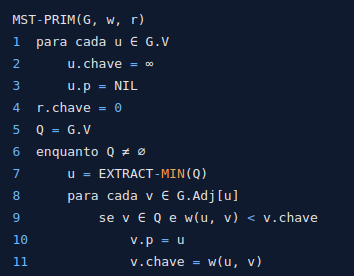 MST-PRIM(G, w, r)
1  para cada u ∈ G.V
2      u.chave = ∞
3      u.p = NIL
4  r.chave = 0
5  Q = G.V
6  enquanto Q ≠ ∅
7      u = EXTRACT-MIN(Q)
8      para cada v ∈ G.Adj[u]
9          se v ∈ Q e w(u, v) < v.chave
10             v.p = u
11             v.chave = w(u, v)